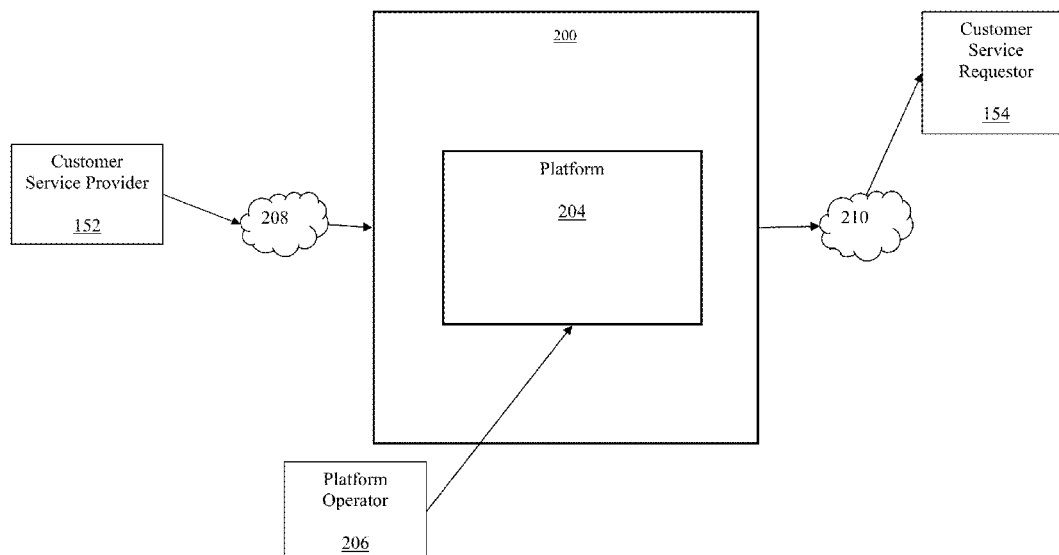 200
Customer
Service
Requestor
154
Customer
Service Provider
152
208
Platform
204
210
Platform
Operator
206